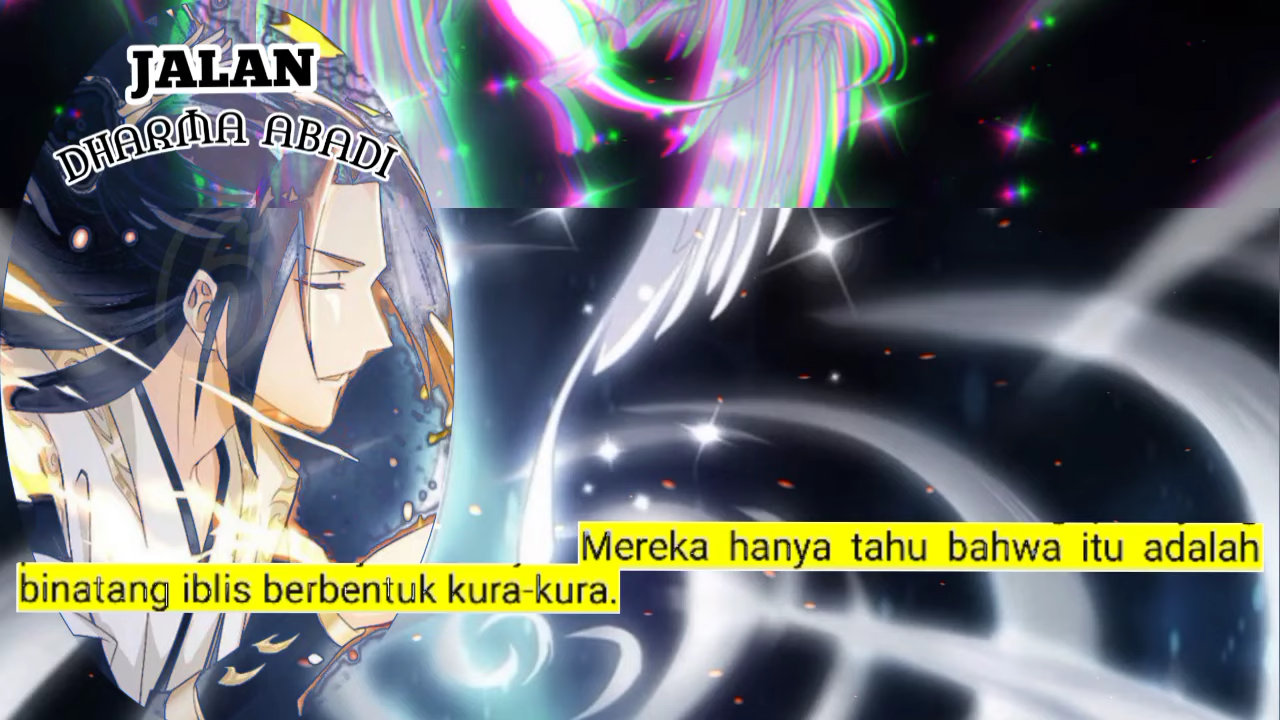 JALAN
DHARMA ABADI
Mereka hanya tahu bahwa itu adalah
binatang iblis berbentuk kura-kura.